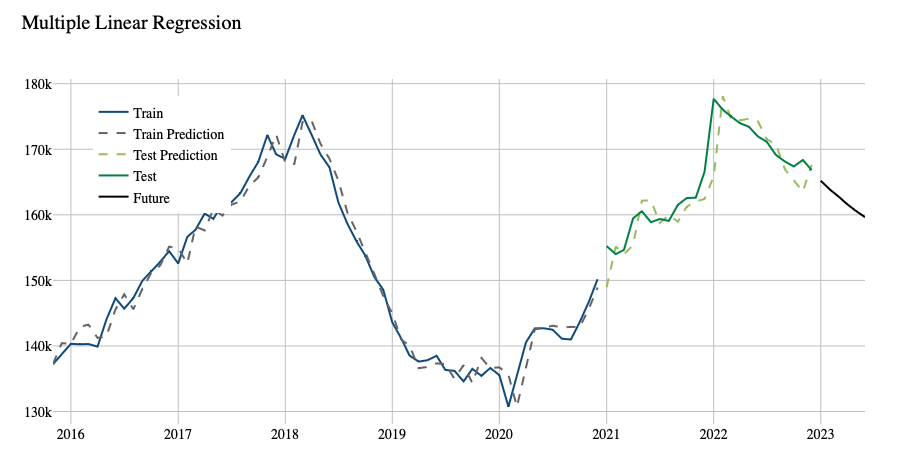 Multiple Linear Regression
180k
170k
160k
150k
140k
130k
Train
Train Prediction
Test Prediction
Test
Future
2016 2017 2018 2019 2020 2021 2022 2023